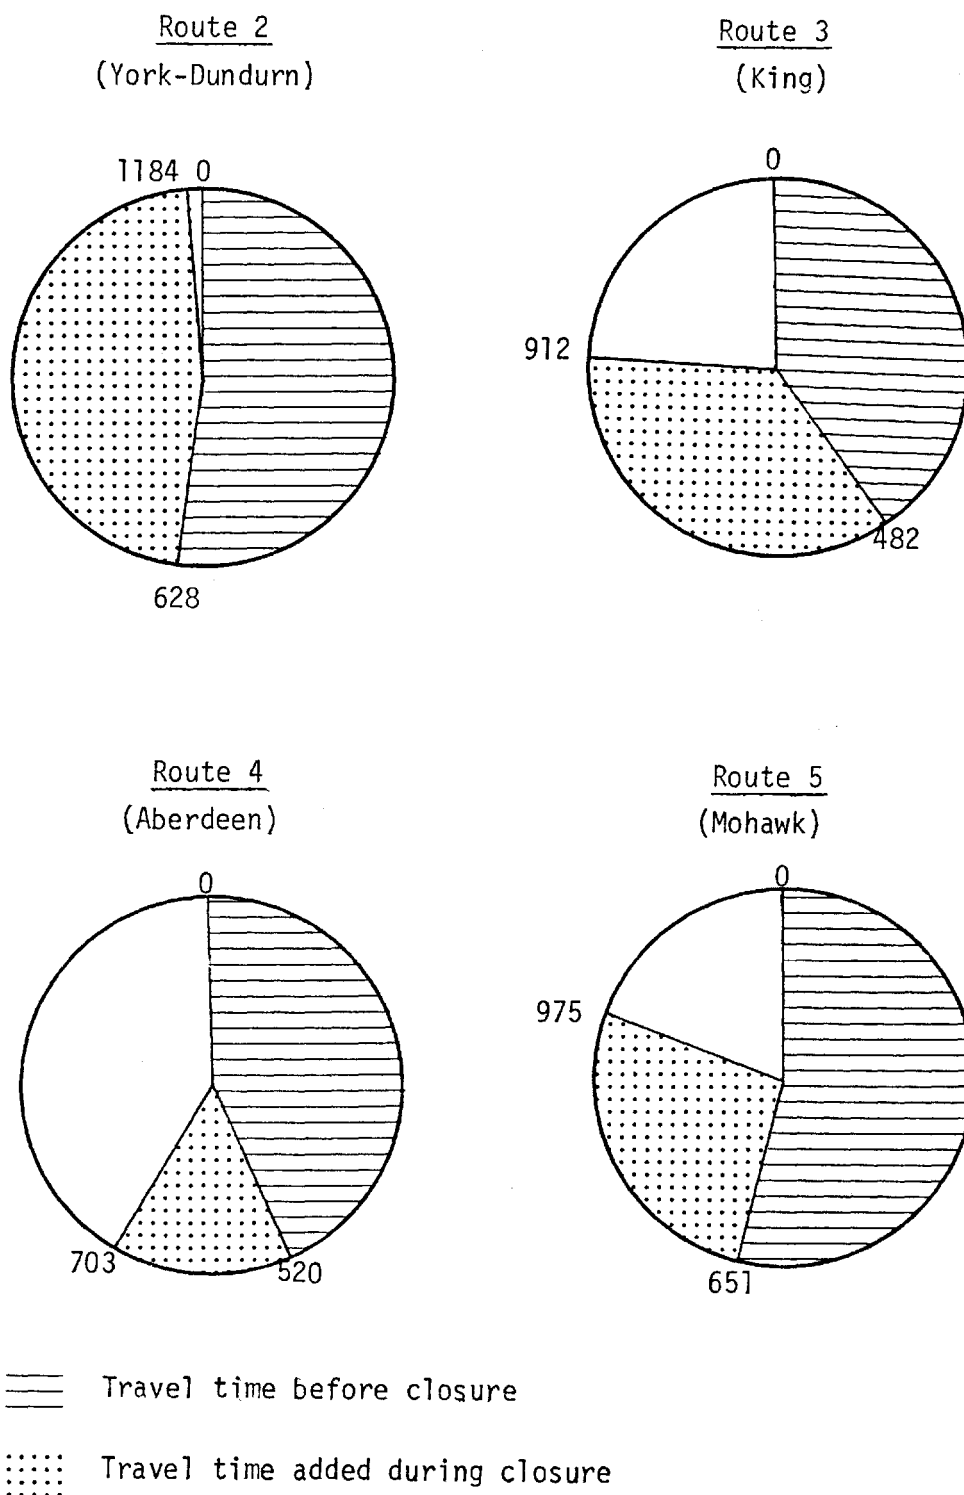 Route 2
(York-Dundurn)
1184 0
628
Route 3
(King)
0
912
482
Route 4
(Aberdeen)
0
703
520
Route 5
(Mohawk)
0
975
651
Travel time before closure
Travel time added during closure